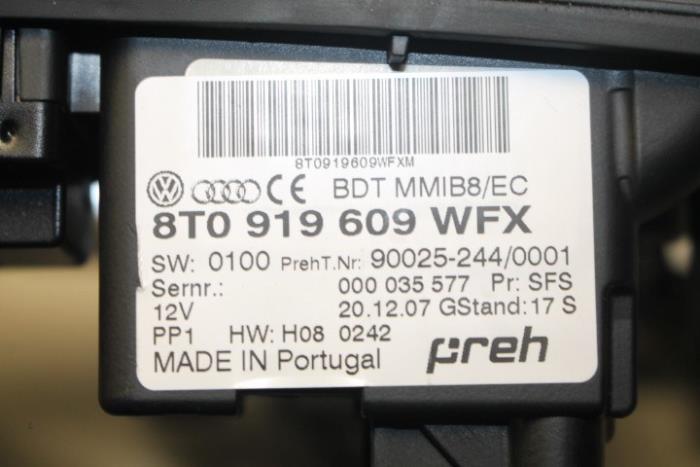 8T0919609WFXM
CE BDT MMIB8/EC
8T0 919 609 WFX
SW: 0100 PrehT.Nr: 90025-244/0001
Sernr.: 000 035 577 Pr: SFS
12V 20.12.07 GStand: 17 S
PP1 HW: H08 0242
MADE IN Portugal preh